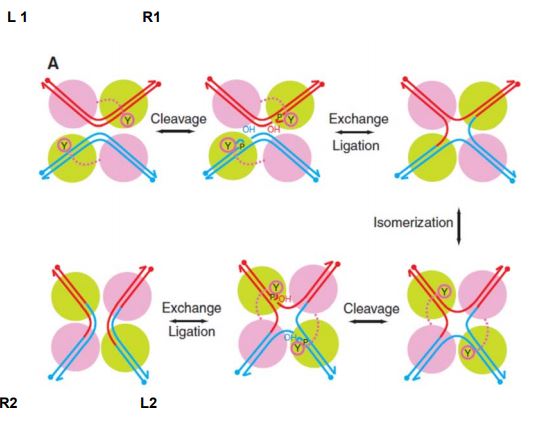 L 1 R1
A
Y Cleavage P Y Exchange
OH OH
Y Y P Ligation
Isomerization
Y Y
Exchange P OH Cleavage
Ligation OH P
Y Y
R2 L2